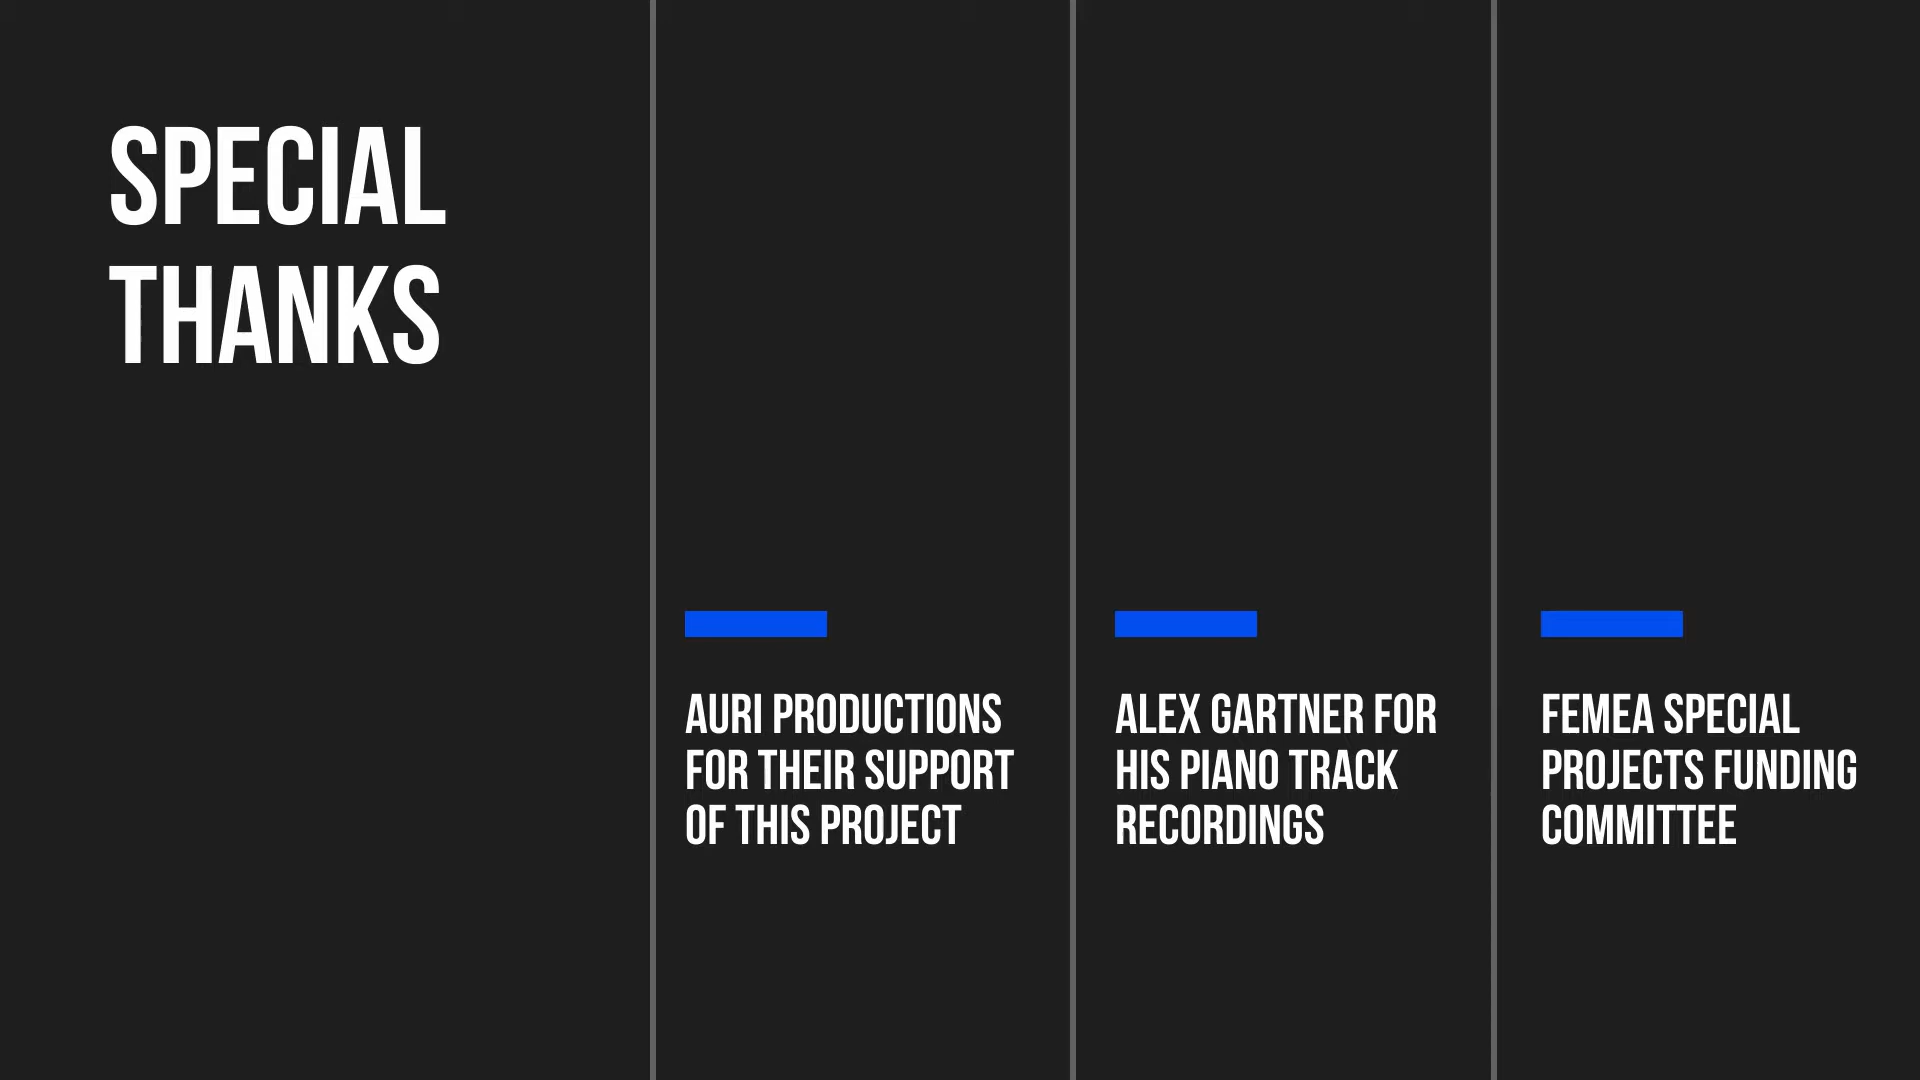 SPECIAL
THANKS
AURI PRODUCTIONS
FOR THEIR SUPPORT
OF THIS PROJECT
ALEX GARTNER FOR
HIS PIANO TRACK
RECORDINGS
FEMEA SPECIAL
PROJECTS FUNDING
COMMITTEE